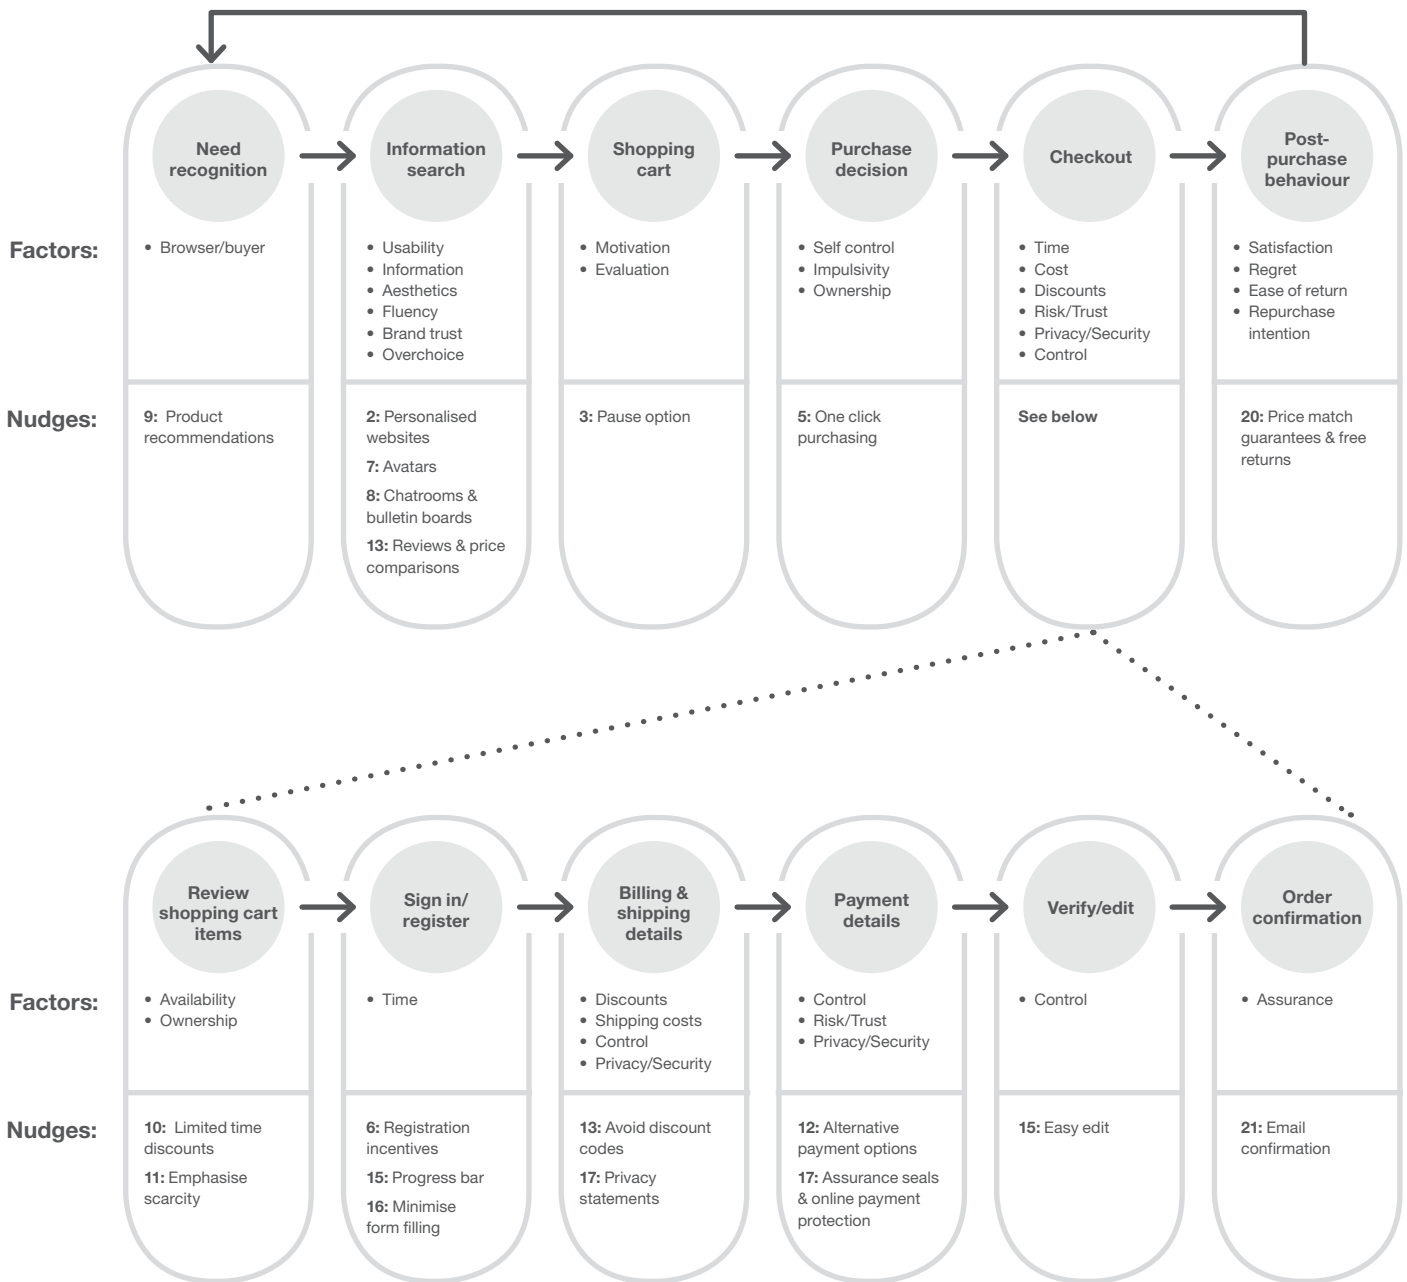 Need
recognition
Information
search
Shopping
cart
Purchase
decision
Checkout
Post-
purchase
behaviour
Factors:
• Browser/buyer
• Usability
• Information
• Aesthetics
• Fluency
• Brand trust
• Overchoice
• Motivation
• Evaluation
• Self control
• Impulsivity
• Ownership
• Time
• Cost
• Discounts
• Risk/Trust
• Privacy/Security
• Control
• Satisfaction
• Regret
• Ease of return
• Repurchase
intention
Nudges:
9: Product
recommendations
2: Personalised
websites
7: Avatars
8: Chatrooms &
bulletin boards
13: Reviews & price
comparisons
3: Pause option
5: One click
purchasing
See below
20: Price match
guarantees & free
returns
Review
shopping cart
items
Sign in/
register
Billing &
shipping
details
Payment
details
Verify/edit
Order
confirmation
Factors:
• Availability
• Ownership
• Time
• Discounts
• Shipping costs
• Control
• Privacy/Security
• Control
• Risk/Trust
• Privacy/Security
• Control
• Assurance
Nudges:
10: Limited time
discounts
11: Emphasise
scarcity
6: Registration
incentives
15: Progress bar
16: Minimise
form filling
13: Avoid discount
codes
17: Privacy
statements
12: Alternative
payment options
17: Assurance seals
& online payment
protection
15: Easy edit
21: Email
confirmation